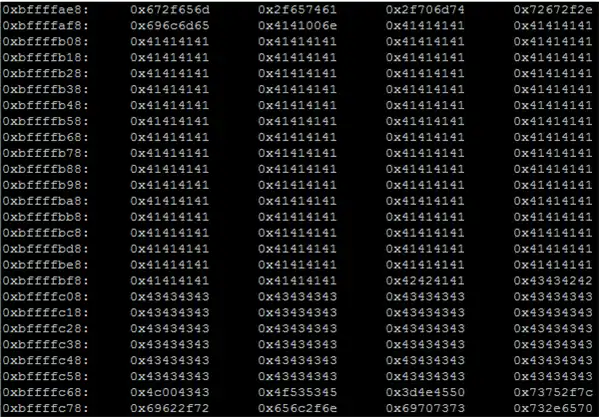 0xbffffae8: 0x672f656d 0x2f657461 0x2f706d74 0x72672f2e
0xbffffaf8: 0x696c6d65 0x4141006e 0x41414141 0x41414141
0xbffffb08: 0x41414141 0x41414141 0x41414141 0x41414141
0xbffffb18: 0x41414141 0x41414141 0x41414141 0x41414141
0xbffffb28: 0x41414141 0x41414141 0x41414141 0x41414141
0xbffffb38: 0x41414141 0x41414141 0x41414141 0x41414141
0xbffffb48: 0x41414141 0x41414141 0x41414141 0x41414141
0xbffffb58: 0x41414141 0x41414141 0x41414141 0x41414141
0xbffffb68: 0x41414141 0x41414141 0x41414141 0x41414141
0xbffffb78: 0x41414141 0x41414141 0x41414141 0x41414141
0xbffffb88: 0x41414141 0x41414141 0x41414141 0x41414141
0xbffffb98: 0x41414141 0x41414141 0x41414141 0x41414141
0xbffffba8: 0x41414141 0x41414141 0x41414141 0x41414141
0xbffffbb8: 0x41414141 0x41414141 0x41414141 0x41414141
0xbffffbc8: 0x41414141 0x41414141 0x41414141 0x41414141
0xbffffbd8: 0x41414141 0x41414141 0x41414141 0x41414141
0xbffffbe8: 0x41414141 0x41414141 0x41414141 0x41414141
0xbffffbf8: 0x41414141 0x41414141 0x42424141 0x43434242
0xbffffc08: 0x43434343 0x43434343 0x43434343 0x43434343
0xbffffc18: 0x43434343 0x43434343 0x43434343 0x43434343
0xbffffc28: 0x43434343 0x43434343 0x43434343 0x43434343
0xbffffc38: 0x43434343 0x43434343 0x43434343 0x43434343
0xbffffc48: 0x43434343 0x43434343 0x43434343 0x43434343
0xbffffc58: 0x43434343 0x43434343 0x43434343 0x43434343
0xbffffc68: 0x4c004343 0x4f535345 0x3d4e4550 0x73752f7c
0xbffffc78: 0x69622f72 0x656c2f6e 0x69707373 0x732e6570